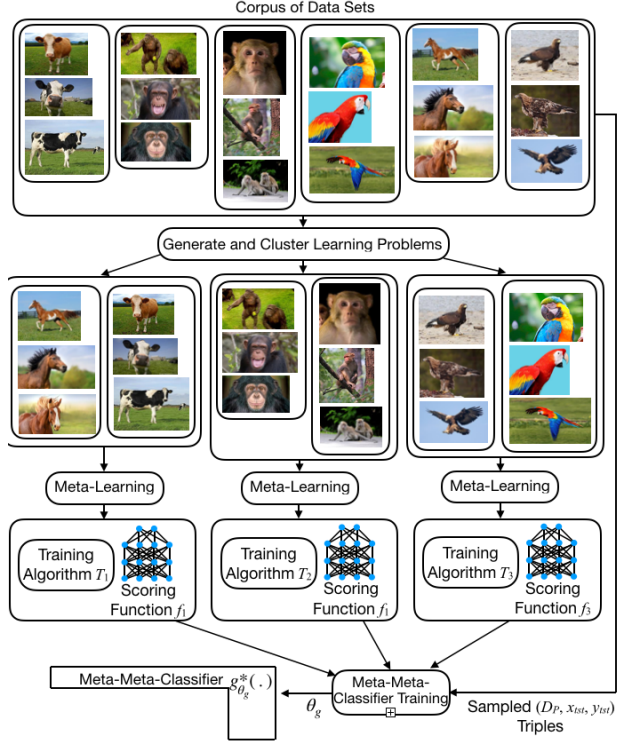 Corpus of Data Sets
Generate and Cluster Learning Problems
Meta-Learning
Meta-Learning
Meta-Learning
Training
Algorithm T1
Scoring
Function f1
Training
Algorithm T2
Scoring
Function f1
Training
Algorithm T3
Scoring
Function f3
Meta-Meta-Classifier g*θg(.)
θg
Meta-Meta-
Classifier Training
Sampled (DP, xtst, ytst)
Triples